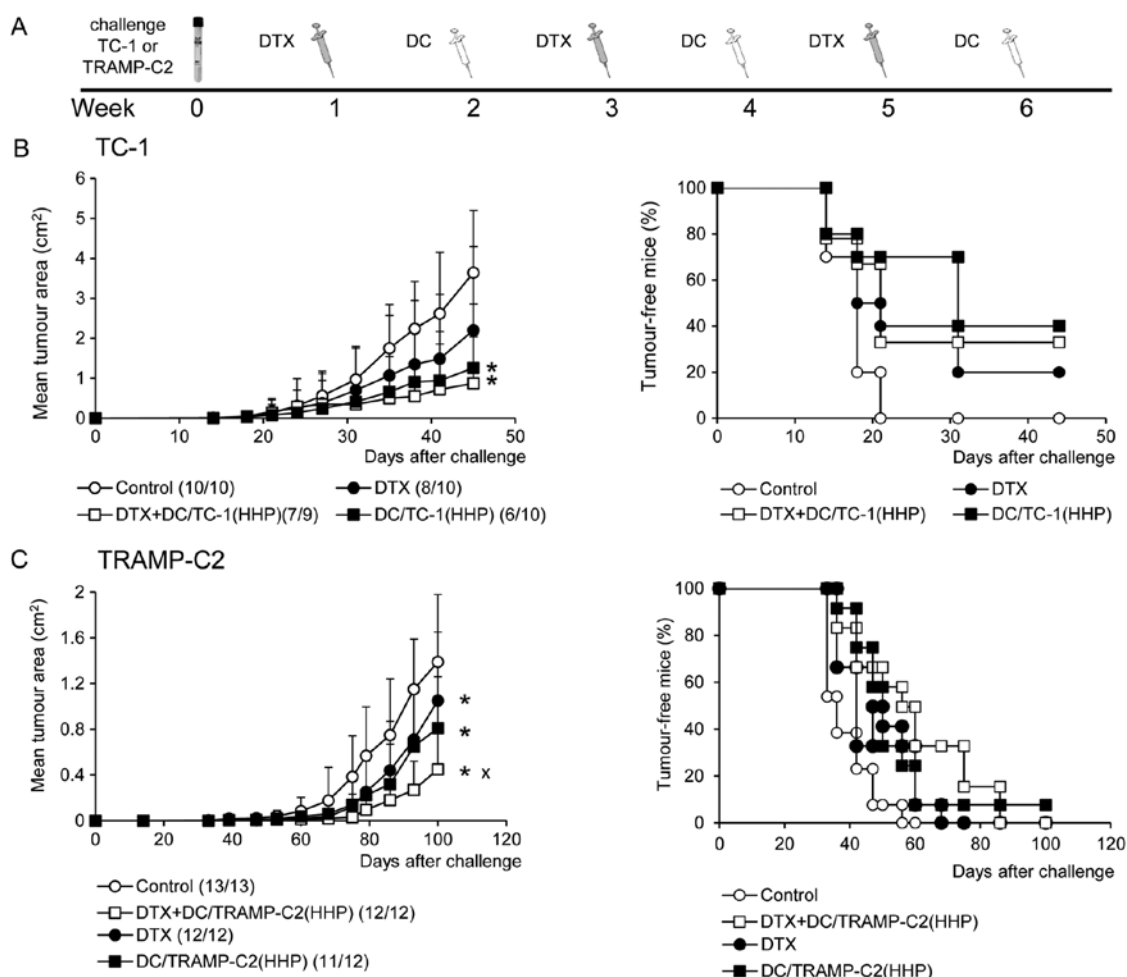 A
challenge
TC-1 or
TRAMP-C2
DTX
DC
DTX
DC
DTX
DC
Week
0
1
2
3
4
5
6
B
TC-1
Mean tumour area (cm²)
6
5
4
3
2
1
0
*
*
0
10
20
30
40
50
Days after challenge
Control (10/10)
DTX (8/10)
DTX+DC/TC-1(HHP)(7/9)
DC/TC-1(HHP) (6/10)
Tumour-free mice (%)
100
80
60
40
20
0
0
10
20
30
40
50
Days after challenge
Control
DTX
DTX+DC/TC-1(HHP)
DC/TC-1(HHP)
C
TRAMP-C2
Mean tumour area (cm²)
2
1.6
1.2
0.8
0.4
0
*
*
* x
0
20
40
60
80
100
120
Days after challenge
Control (13/13)
DTX+DC/TRAMP-C2(HHP) (12/12)
DTX (12/12)
DC/TRAMP-C2(HHP) (11/12)
Tumour-free mice (%)
100
80
60
40
20
0
0
20
40
60
80
100
120
Days after challenge
Control
DTX+DC/TRAMP-C2(HHP)
DTX
DC/TRAMP-C2(HHP)